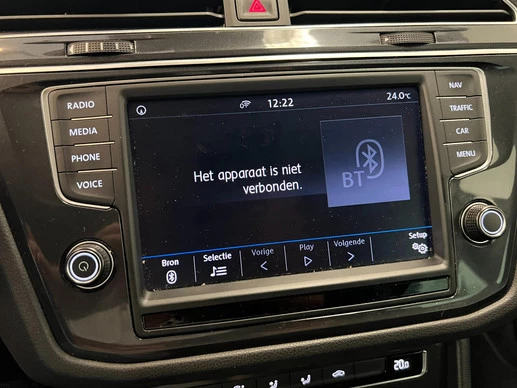 RADIO
MEDIA
PHONE
VOICE
NAV
TRAFFIC
CAR
MENU
12:22
24.0°C
Het apparaat is niet
verbonden.
BT
Bron
Selectie
Vorige
Play
Volgende
Setup
20.0